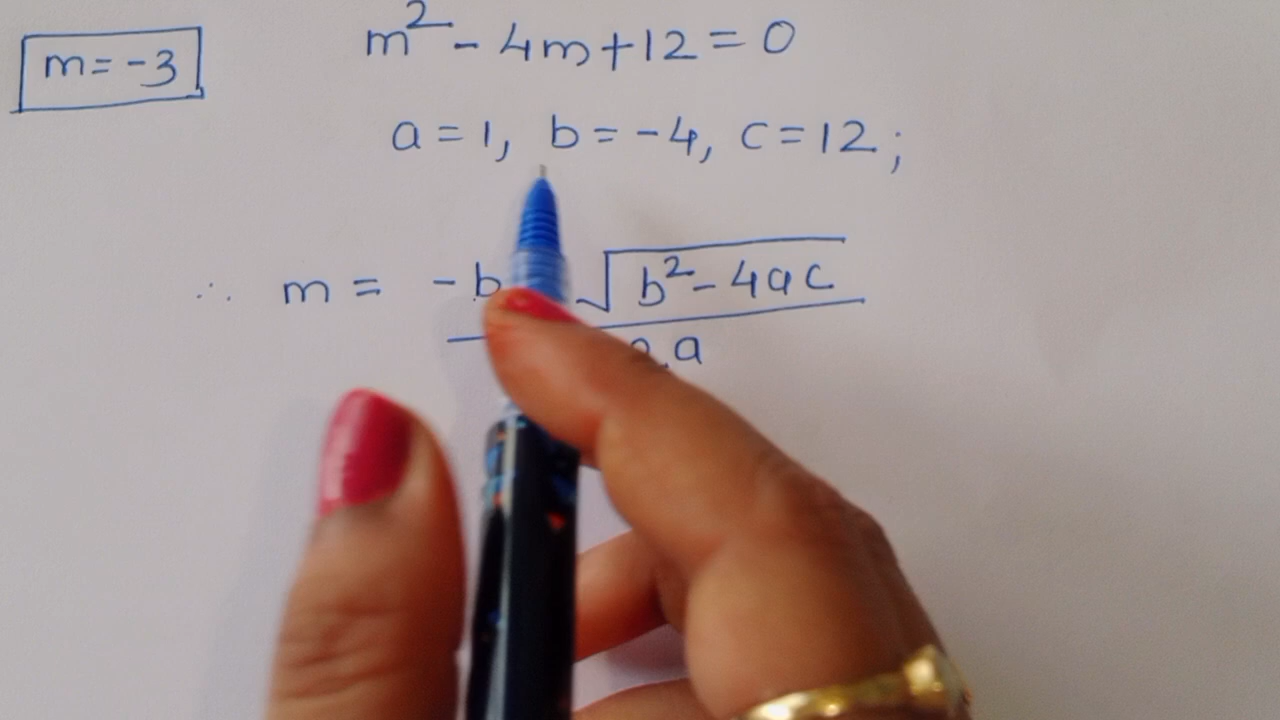 m = -3
m² - 4m + 12 = 0
a = 1, b = -4, c = 12 ;
∴ m = -b √(b² - 4ac)
a